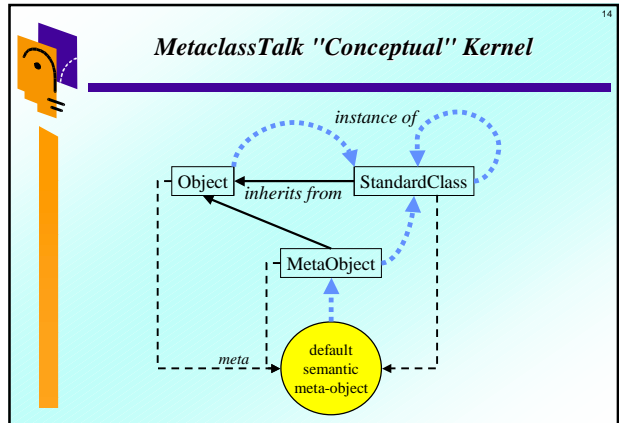 14
MetaclassTalk "Conceptual" Kernel
instance of
Object
StandardClass
inherits from
MetaObject
meta
default
semantic
meta-object